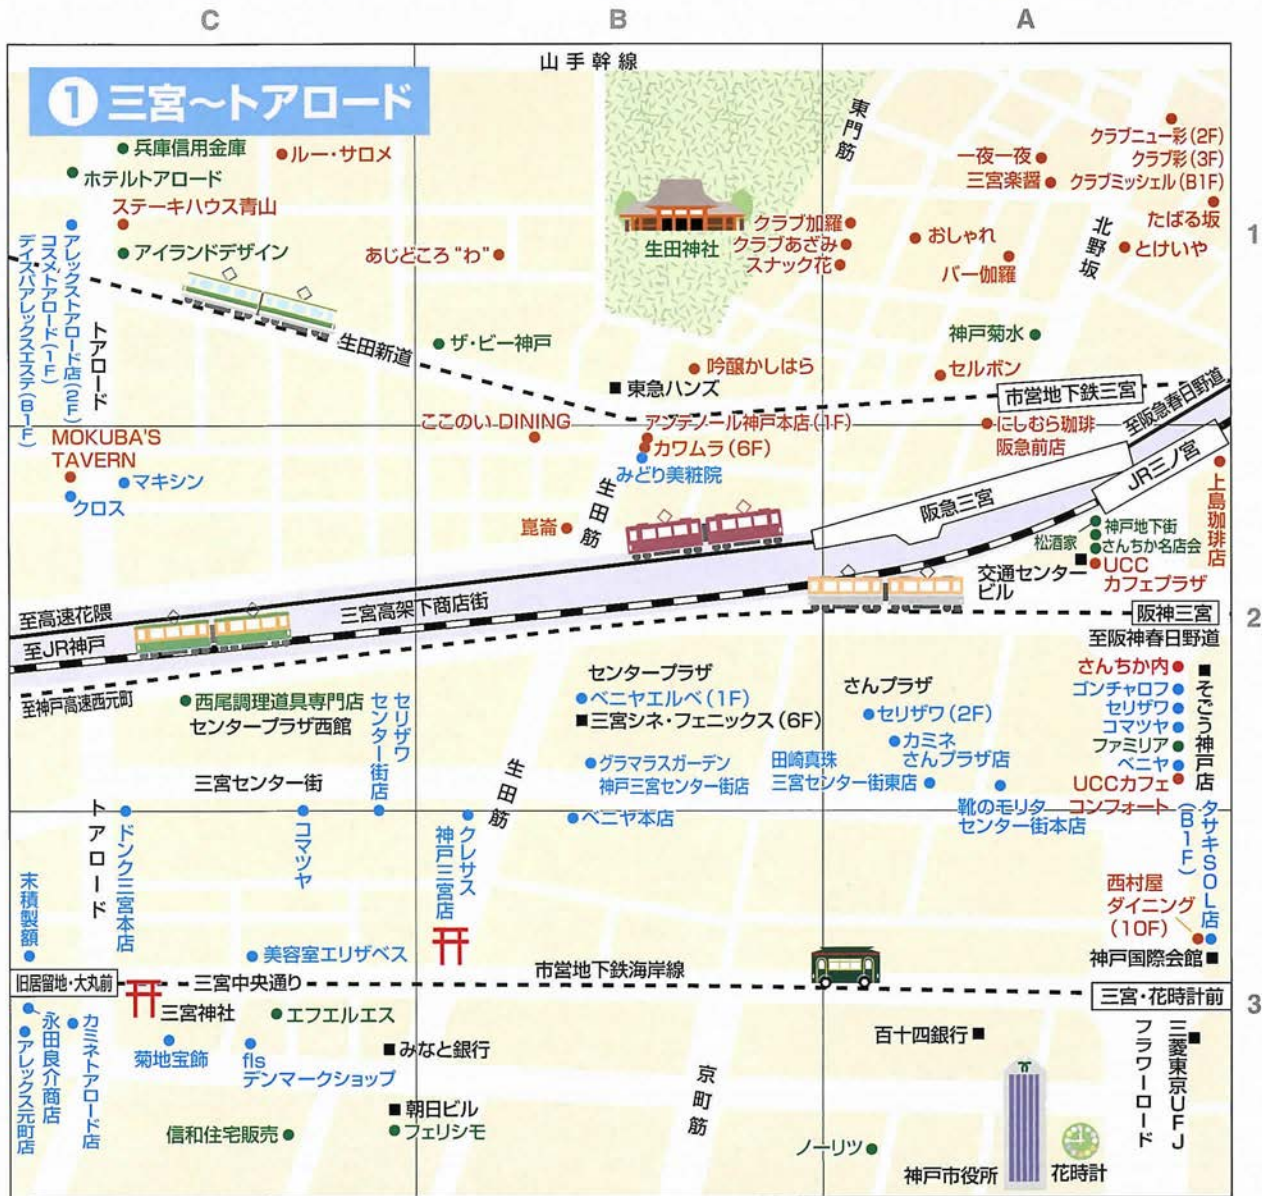 C
B
A
山手幹線
① 三宮～トアロード
兵庫信用金庫
ルー・サロメ
ホテルトアロード
ステーキハウス青山
アイランドデザイン
アレックストアロード店(2F)
コスメトアロード(1F)
デイスパアレックスエステ(B1F)
トアロード
生田新道
あじどころ“わ”
ザ・ビー神戸
生田神社
東門筋
クラブ加羅
クラブあざみ
スナック花
一夜一夜
三宮楽醤
クラブニュー彩(2F)
クラブ彩(3F)
クラブミッシェル(B1F)
たばる坂
北野坂
とけいや
おしゃれ
バー伽羅
1
神戸菊水
セルボン
吟醸かしはら
東急ハンズ
市営地下鉄三宮
至阪急春日野道
MOKUBA'S
TAVERN
マキシン
クロス
ここのい DINING
アンテノール神戸本店(1F)
カワムラ(6F)
みどり美粧院
生田筋
崑崙
にしむら珈琲
阪急前店
阪急三宮
JR三ノ宮
上島珈琲店
神戸地下街
松酒家
さんちか名店会
UCC
カフェプラザ
交通センター
ビル
至高速花隈
三宮高架下商店街
至JR神戸
阪神三宮
2
至阪神春日野道
至神戸高速西元町
西尾調理道具専門店
センタープラザ西館
セリザワ
センター街店
三宮センター街
センタープラザ
ベニヤエルベ(1F)
三宮シネ・フェニックス(6F)
グラマラスガーデン
神戸三宮センター街店
生田筋
さんプラザ
セリザワ(2F)
カミネ
さんプラザ店
田崎真珠
三宮センター街東店
靴のモリタ
センター街本店
さんちか内
ゴンチャロフ
セリザワ
コマツヤ
ファミリア
ベニヤ
UCCカフェ
コンフォート
そごう神戸店
トアロード
ドンク三宮本店
コマツヤ
クレサス
神戸三宮店
ベニヤ本店
タサキSOL店
(B1F)
西村屋
ダイニング
(10F)
神戸国際会館
末積製額
美容室エリザベス
旧居留地・大丸前
三宮中央通り
市営地下鉄海岸線
三宮・花時計前
3
三宮神社
エフエルエス
永田良介商店
アレックス元町店
カミネトアロード店
菊地宝飾
fls
デンマークショップ
みなと銀行
朝日ビル
フェリシモ
信和住宅販売
京町筋
百十四銀行
三菱東京UFJ
フラワーロード
ノーリツ
神戸市役所
花時計